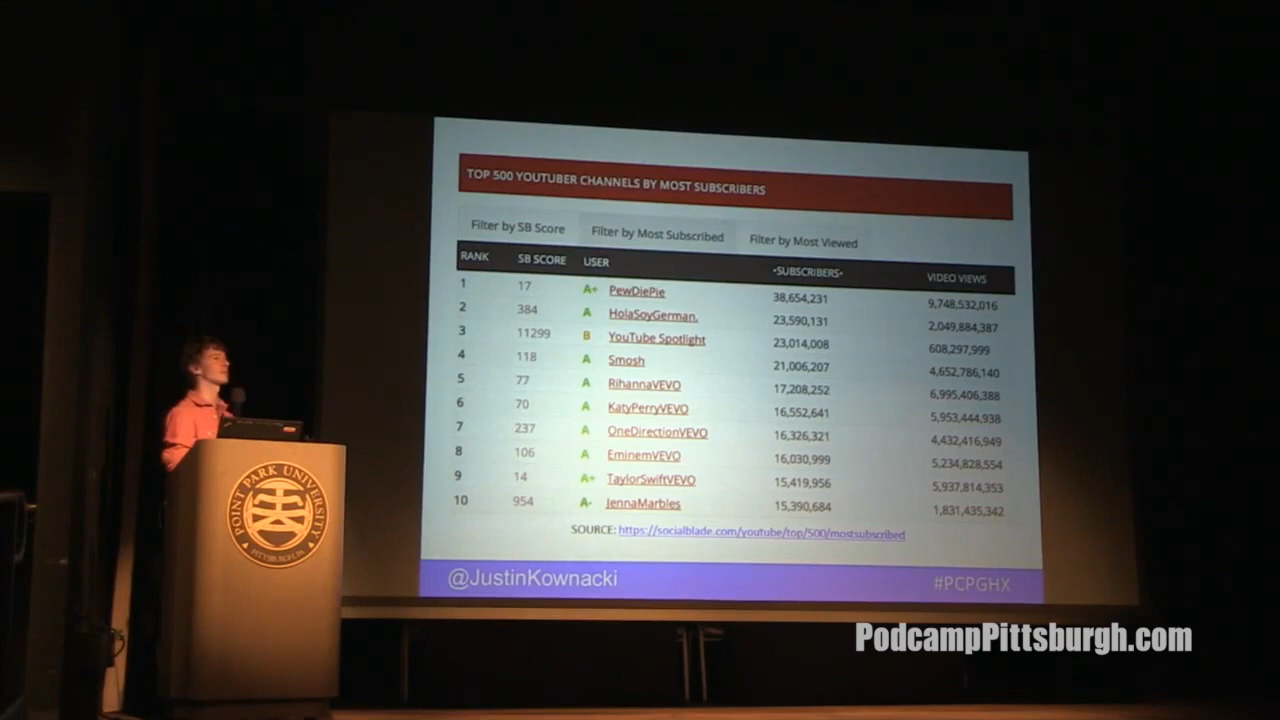 TOP 500 YOUTUBER CHANNELS BY MOST SUBSCRIBERS
Filter by SB Score Filter by Most Subscribed Filter by Most Viewed
RANK SB SCORE USER •SUBSCRIBERS• VIDEO VIEWS
1 17 A+ PewDiePie 38,654,231 9,748,532,016
2 384 A HolaSoyGerman. 23,590,131 2,049,884,387
3 11299 B YouTube Spotlight 23,014,008 608,297,999
4 118 A Smosh 21,006,207 4,652,786,140
5 77 A RihannaVEVO 17,208,252 6,995,406,388
6 70 A KatyPerryVEVO 16,552,641 5,953,444,938
7 237 A OneDirectionVEVO 16,326,321 4,432,416,949
8 106 A EminemVEVO 16,030,999 5,234,828,554
9 14 A+ TaylorSwiftVEVO 15,419,956 5,937,814,353
10 954 A- JennaMarbles 15,390,684 1,831,435,342
SOURCE: https://socialblade.com/youtube/top/500/mostsubscribed
@JustinKownacki #PCPGHX
POINT PARK UNIVERSITY
PITTSBURGH, PA
PodcampPittsburgh.com